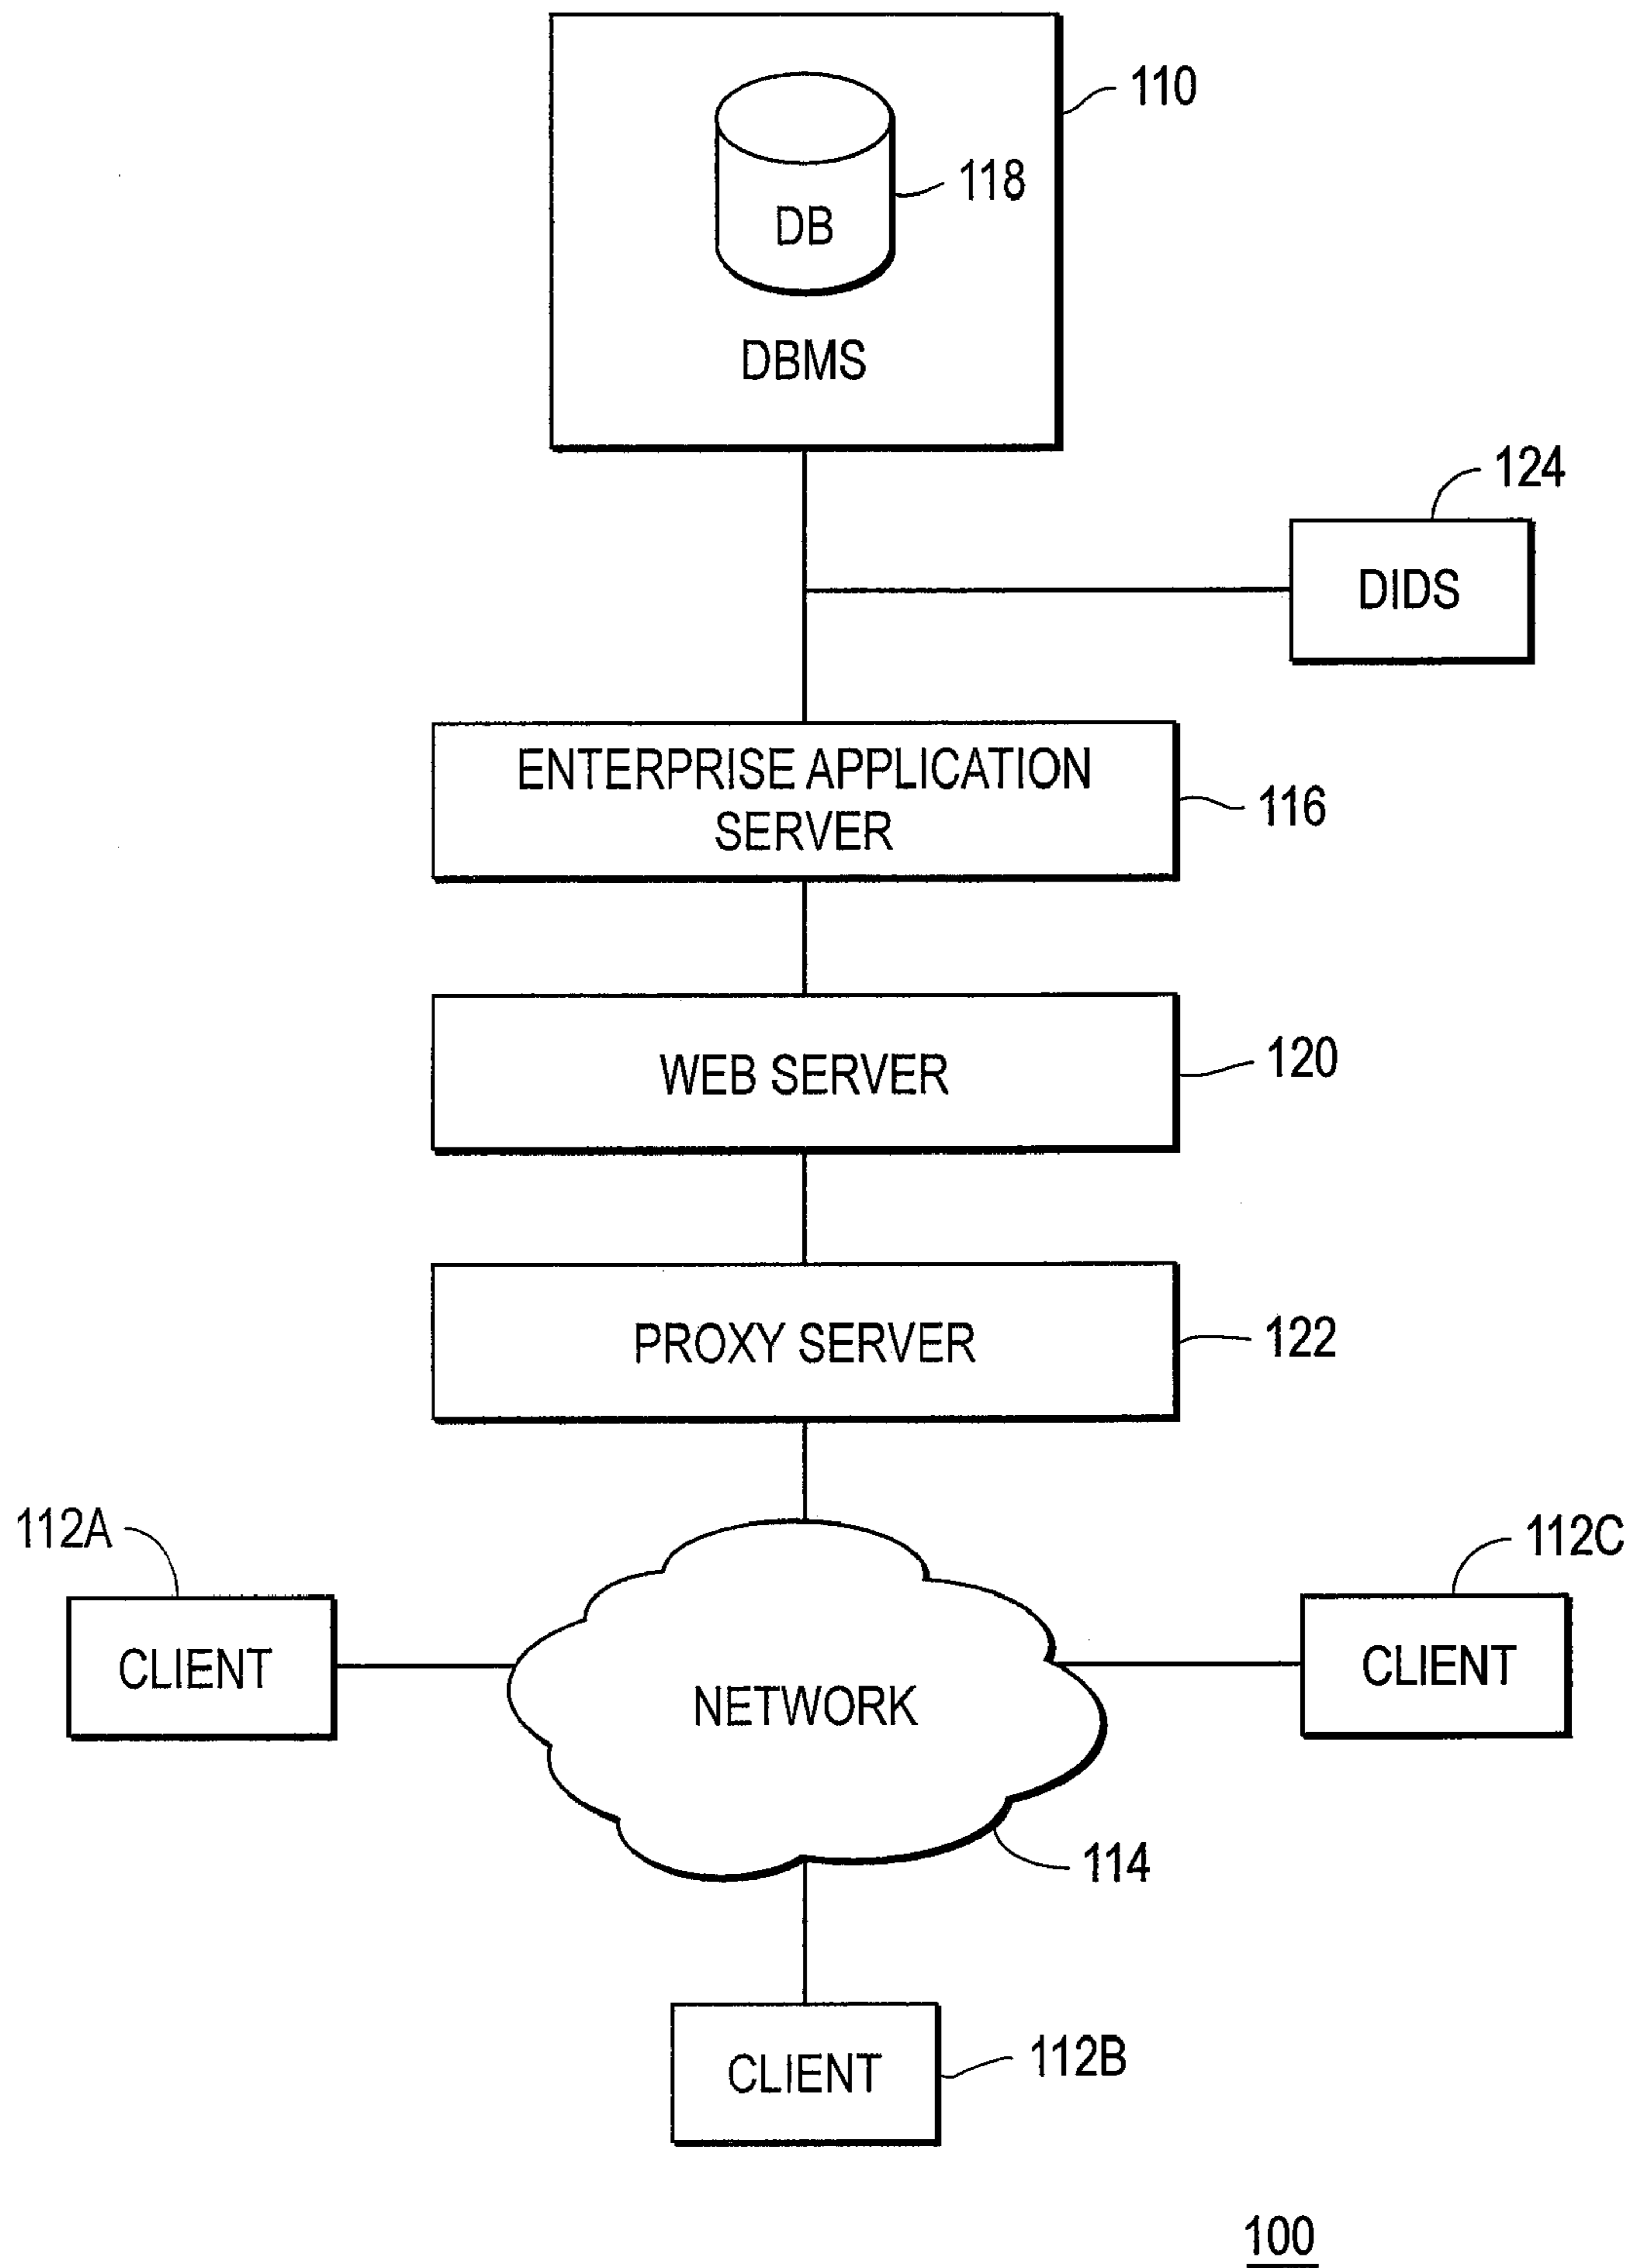 110
118
DB
DBMS
124
DIDS
ENTERPRISE APPLICATION
SERVER
116
WEB SERVER
120
PROXY SERVER
122
112A
112C
CLIENT
NETWORK
CLIENT
114
CLIENT
112B
100